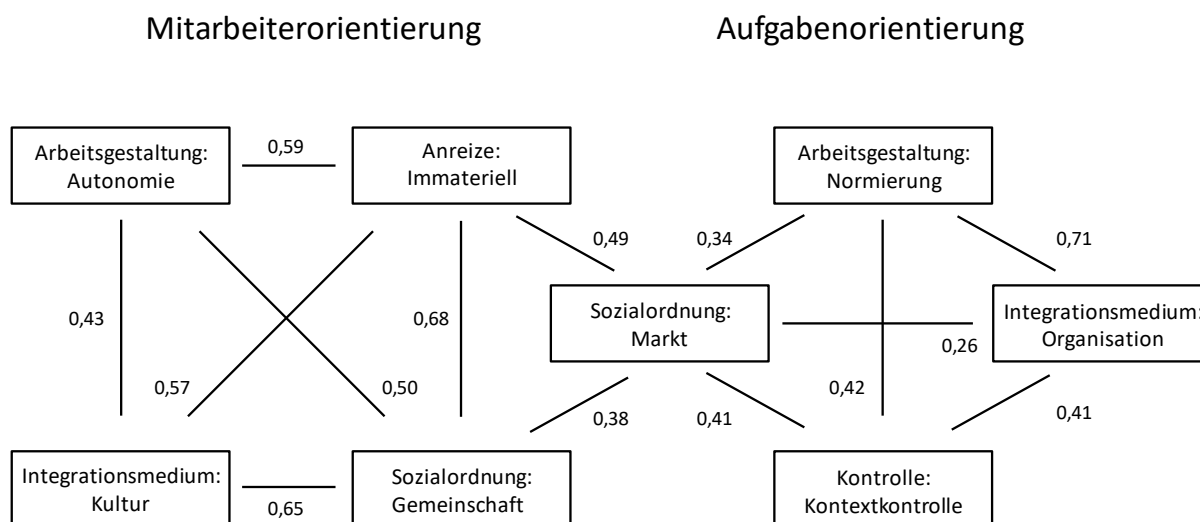 Mitarbeiterorientierung
Aufgabenorientierung
Arbeitsgestaltung:
Autonomie
0,59
Anreize:
Immateriell
Arbeitsgestaltung:
Normierung
0,49
0,34
0,71
0,43
0,68
Sozialordnung:
Markt
Integrationsmedium:
Organisation
0,26
0,57
0,50
0,38
0,41
0,42
0,41
Integrationsmedium:
Kultur
0,65
Sozialordnung:
Gemeinschaft
Kontrolle:
Kontextkontrolle